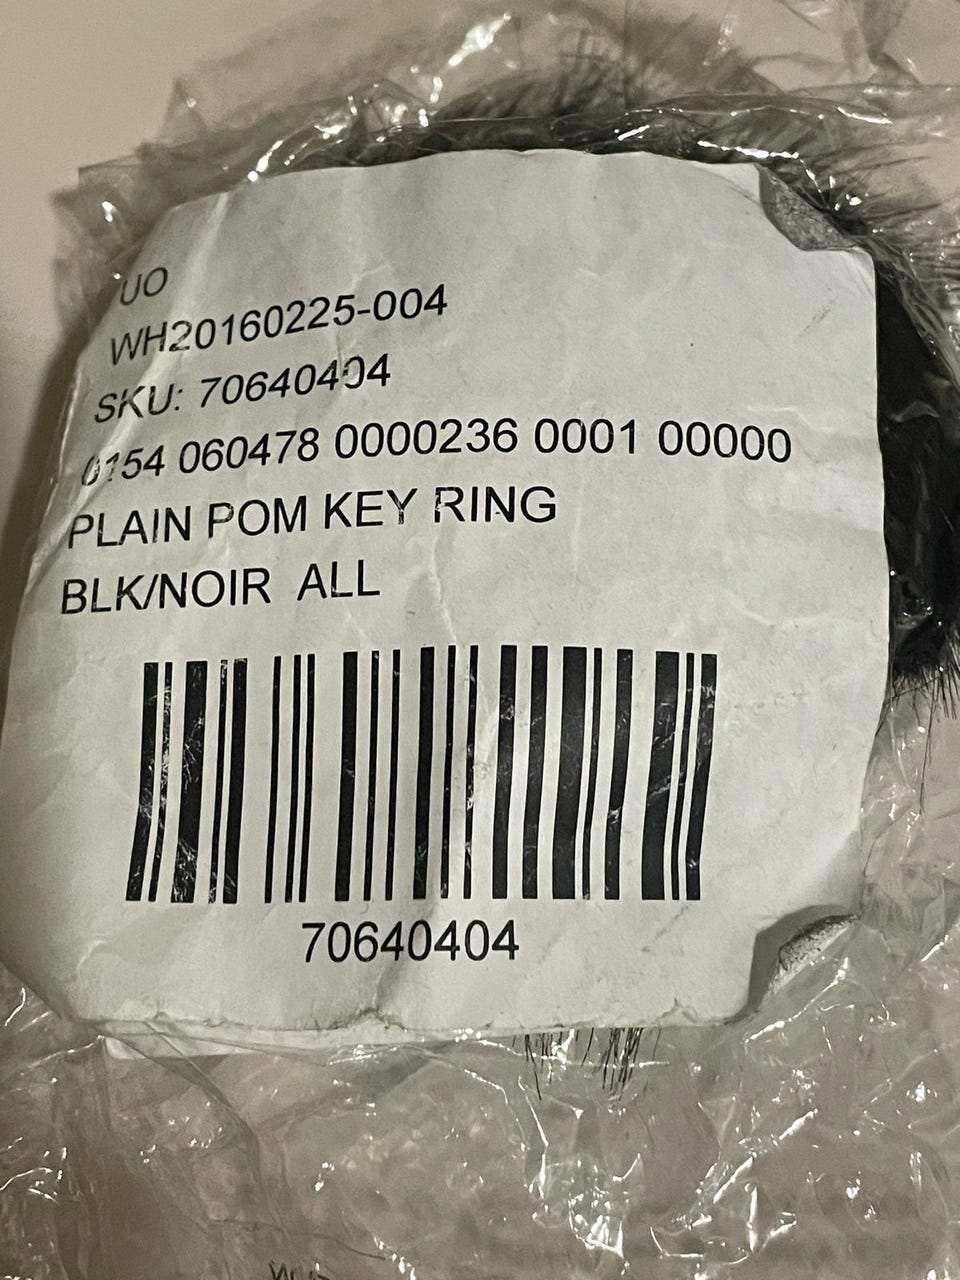 UO
WH20160225-004
SKU: 70640404
0154 060478 0000236 0001 00000
PLAIN POM KEY RING
BLK/NOIR ALL
70640404